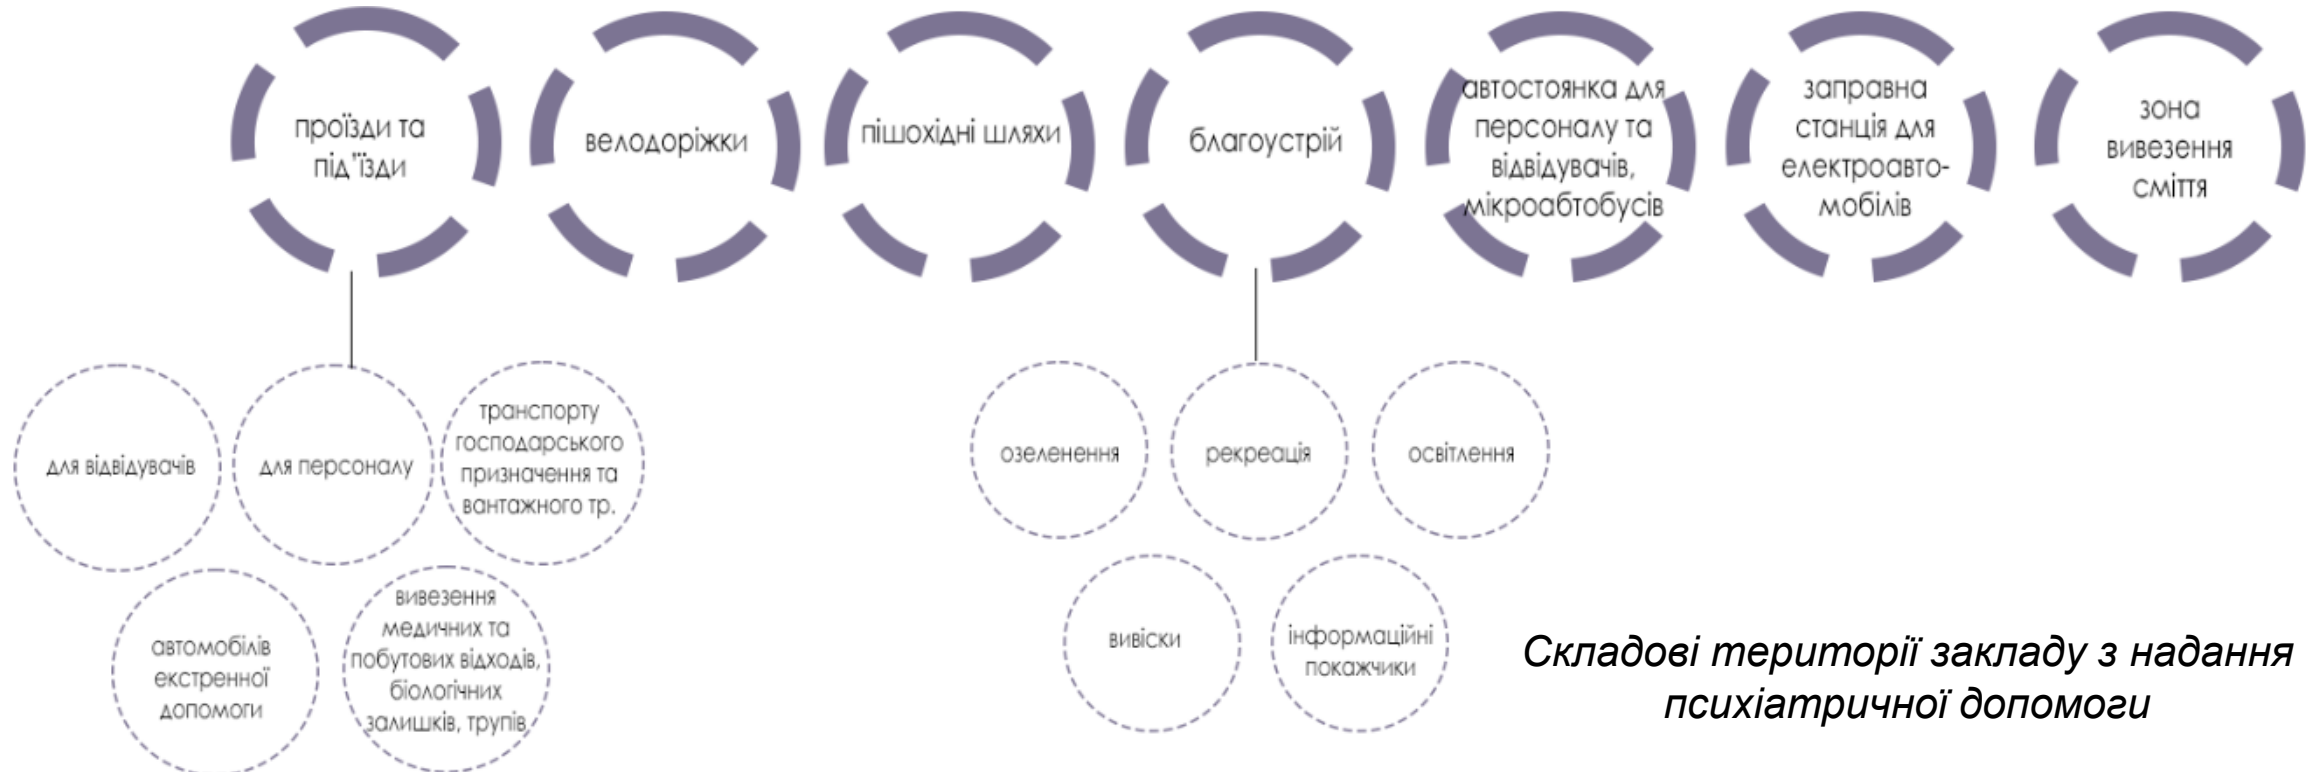 проїзди та
під"їзди
велодоріжки
пішохідні шляхи
благоустрій
автостоянка для
персоналу та
відвідувачів,
мікроабтобусів
заправна
станція для
електроавто-
мобілів
зона
вивезення
сміття
для відвідувачів
для персоналу
транспорту
господарського
призначення та
вантажного тр.
автомобілів
екстренної
допомоги
вивезення
медичних та
побутових відходів,
біологічних
залишків, трупів
озеленення
рекреація
освітлення
вивіски
інформаційні
покажчики
Складові території закладу з надання
психіатричної допомоги